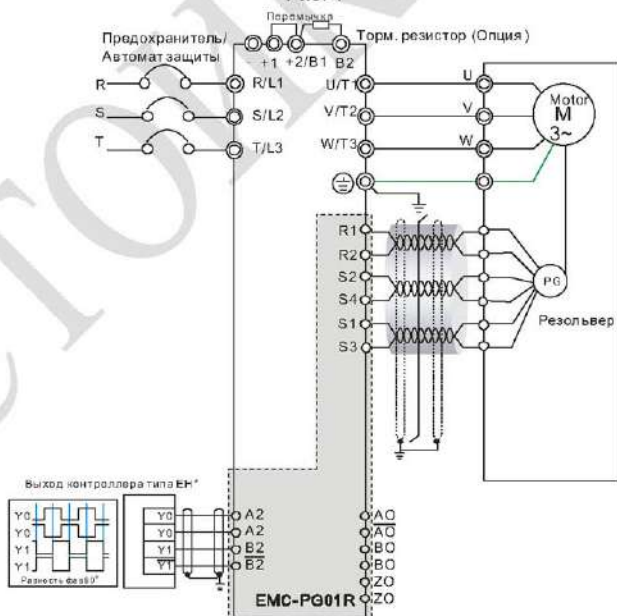 Перемычка
Предохранитель/
Автомат защиты
Торм. резистор (Опция)
- +1 +2/B1 B2
R
R/L1
U/T1
U
S
S/L2
V/T2
V
T
T/L3
W/T3
W
Motor
M
3~
R1
R2
S2
S4
S1
S3
PG
Резольвер
Выход контроллера типа EH*
Y0
Y0
Y1
Y1
Разность фаз 90°
Y0
Y0
Y1
Y1
A2
A2
B2
B2
AO
AO
BO
BO
ZO
ZO
EMC-PG01R